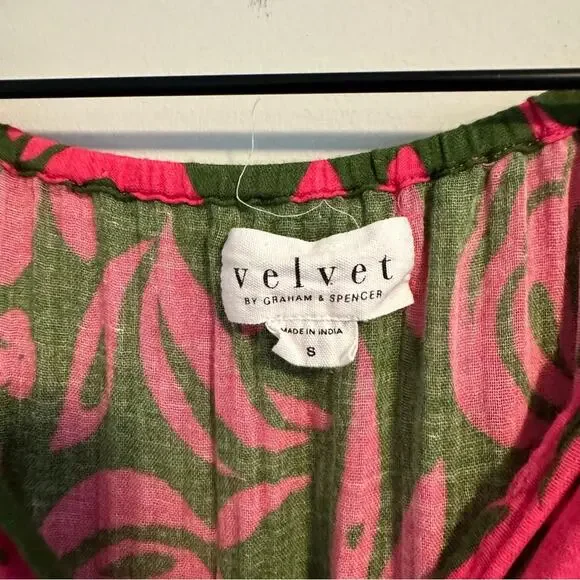 velvet
BY GRAHAM & SPENCER
MADE IN INDIA
S